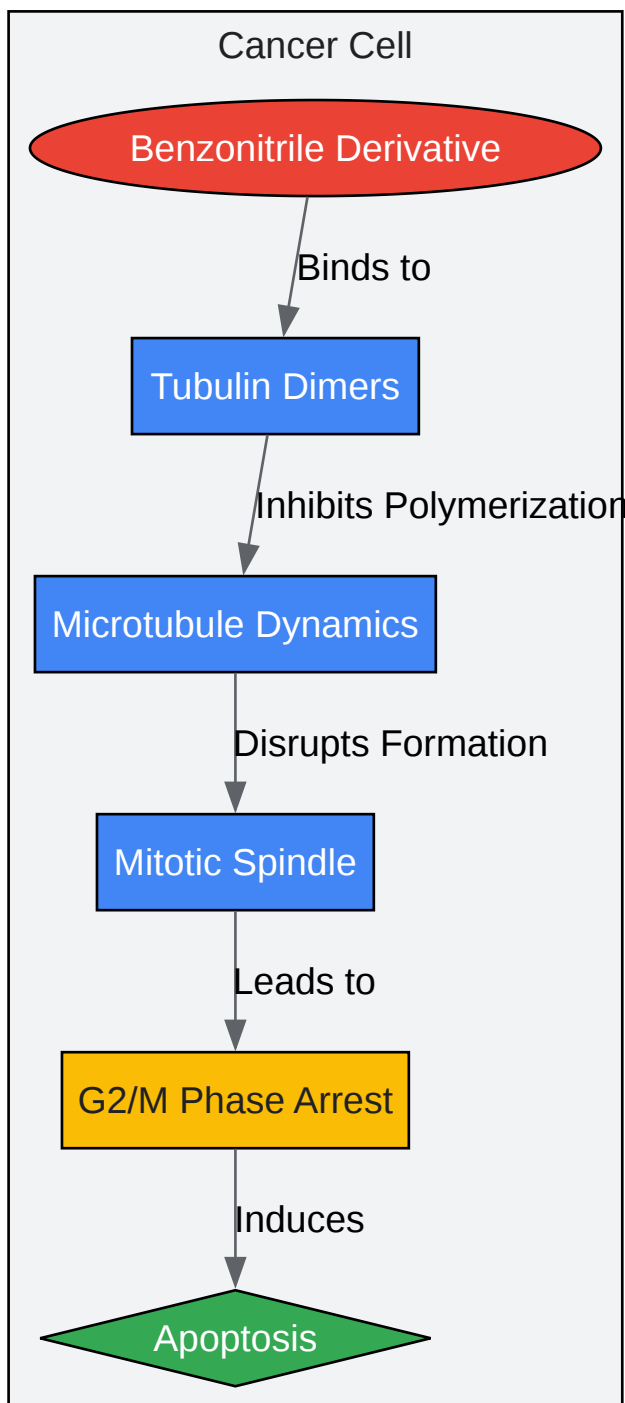 Cancer Cell
Benzonitrile Derivative
Binds to
Tubulin Dimers
Inhibits Polymerization
Microtubule Dynamics
Disrupts Formation
Mitotic Spindle
Leads to
G2/M Phase Arrest
Induces
Apoptosis